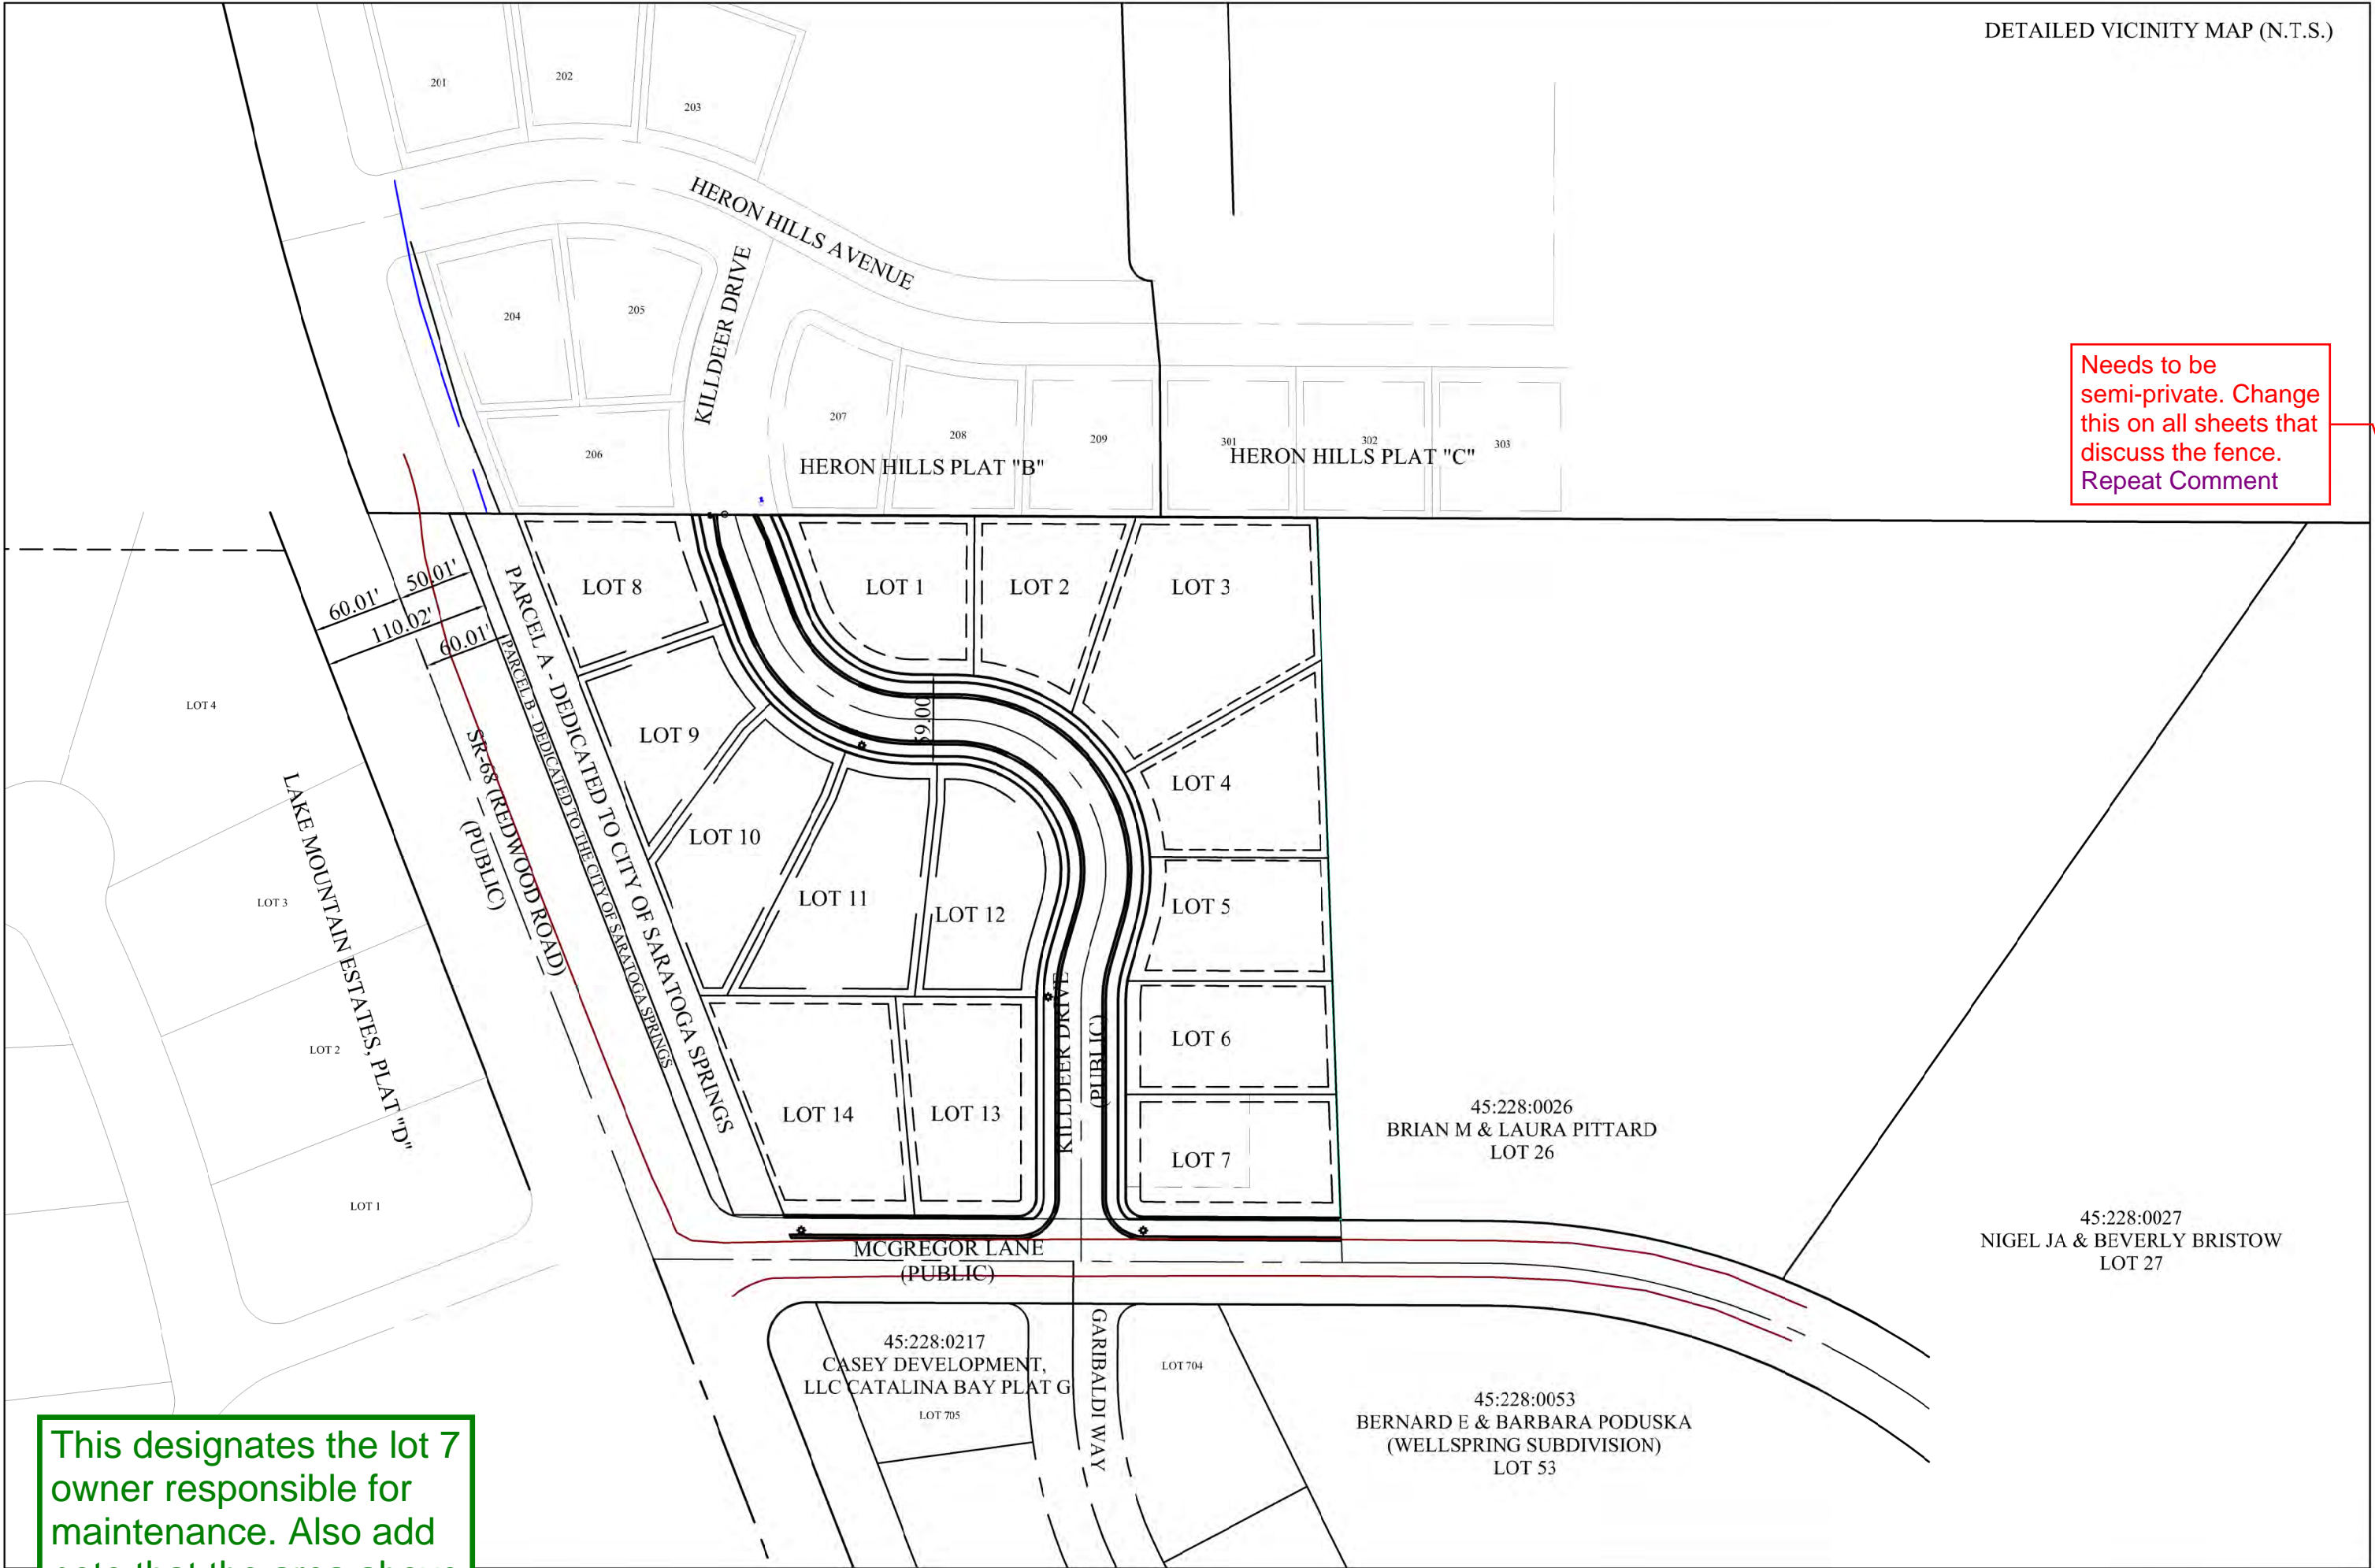 DETAILED VICINITY MAP (N.T.S.)
201
202
203
HERON HILLS AVENUE
KILLDEER DRIVE
204
205
206
207
208
209
301
302
303
HERON HILLS PLAT "B"
HERON HILLS PLAT "C"
Needs to be
semi-private. Change
this on all sheets that
discuss the fence.
Repeat Comment
60.01'
50.01'
110.02'
60.01'
LOT 8
LOT 1
LOT 2
LOT 3
PARCEL A - DEDICATED TO CITY OF SARATOGA SPRINGS
PARCEL B - DEDICATED TO THE CITY OF SARATOGA SPRINGS
SR-68 (REDWOOD ROAD)
(PUBLIC)
LAKE MOUNTAIN ESTATES, PLAT "D"
LOT 4
LOT 3
LOT 2
LOT 1
LOT 9
59.00
LOT 4
LOT 10
LOT 11
LOT 12
LOT 5
LOT 6
LOT 14
LOT 13
KILLDEER DRIVE
(PUBLIC)
LOT 7
45:228:0026
BRIAN M & LAURA PITTARD
LOT 26
45:228:0027
NIGEL JA & BEVERLY BRISTOW
LOT 27
MCGREGOR LANE
(PUBLIC)
45:228:0217
CASEY DEVELOPMENT,
LLC CATALINA BAY PLAT G
LOT 705
GARIBALDI WAY
LOT 704
45:228:0053
BERNARD E & BARBARA PODUSKA
(WELLSPRING SUBDIVISION)
LOT 53
This designates the lot 7
owner responsible for
maintenance. Also add
note that the area above